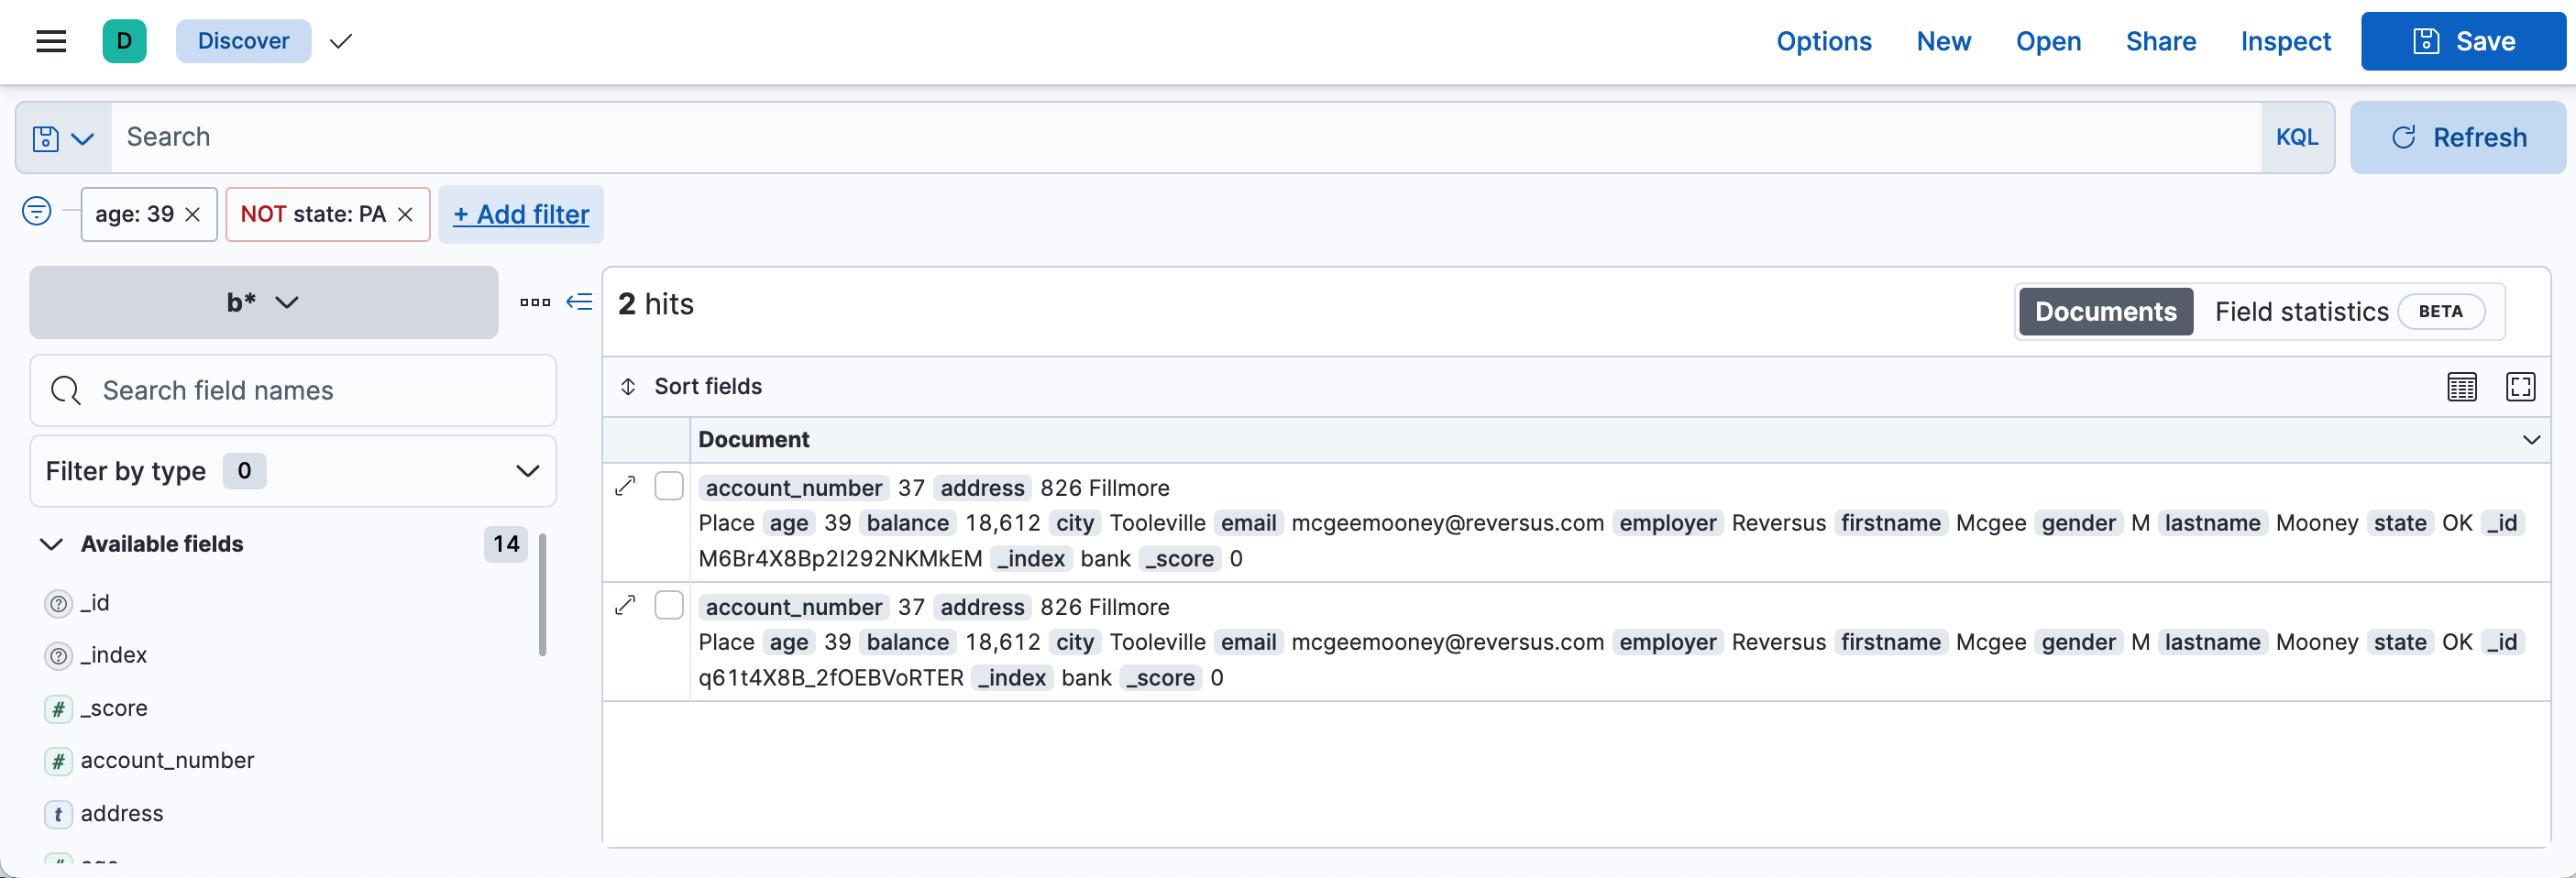 D Discover Options New Open Share Inspect Save
Search KQL Refresh
age: 39 NOT state: PA + Add filter
b*
2 hits Documents Field statistics BETA
Search field names
Sort fields
Filter by type 0
Document
account_number 37 address 826 Fillmore
Place age 39 balance 18,612 city Tooleville email mcgeemooney@reversus.com employer Reversus firstname Mcgee gender M lastname Mooney state OK _id
M6Br4X8Bp2I292NKMkEM _index bank _score 0
account_number 37 address 826 Fillmore
Place age 39 balance 18,612 city Tooleville email mcgeemooney@reversus.com employer Reversus firstname Mcgee gender M lastname Mooney state OK _id
q61t4X8B_2fOEBVoRTER _index bank _score 0
Available fields 14
_id
_index
# _score
# account_number
t address